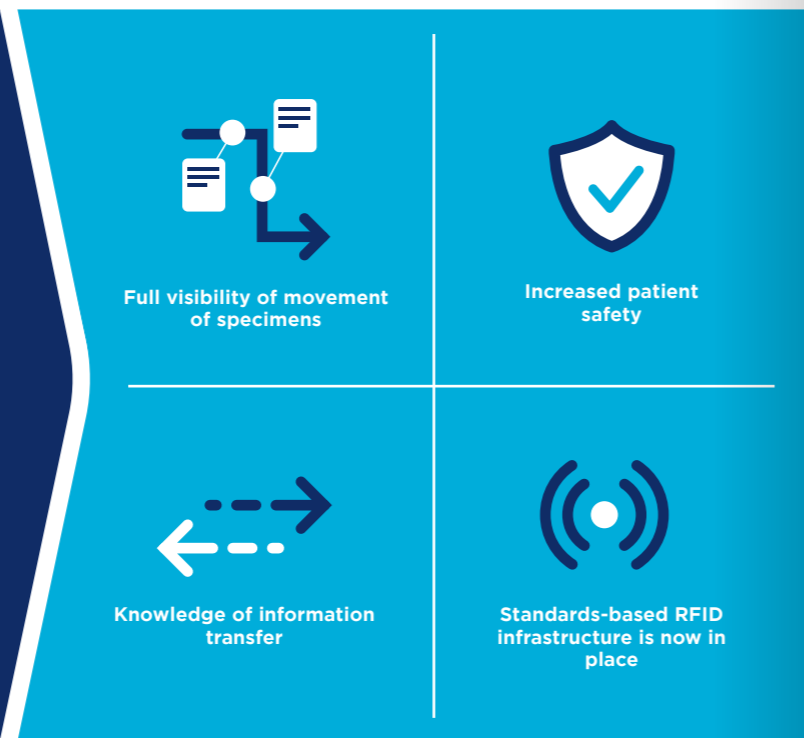 Full visibility of movement
of specimens
Increased patient
safety
Knowledge of information
transfer
Standards-based RFID
infrastructure is now in
place